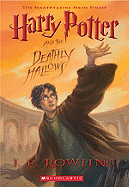 HARRY
POTTER
AND THE
DEATHLY
HALLOWS
J.K. ROWLING
SCHOLASTIC